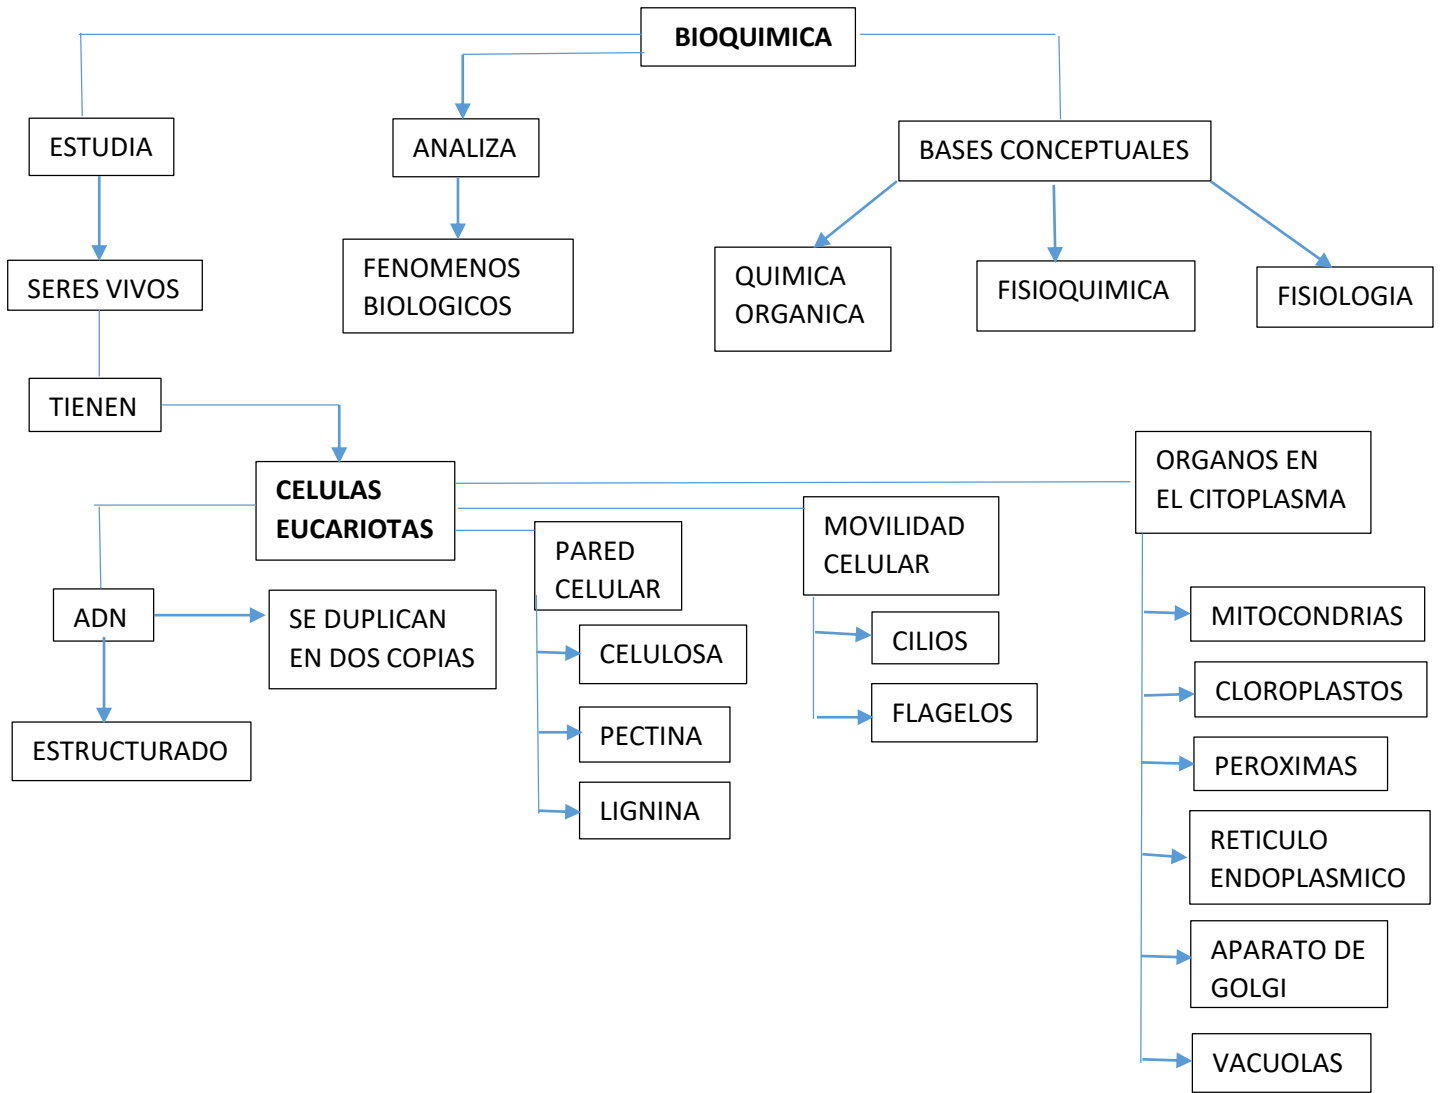 BIOQUIMICA
ESTUDIA
ANALIZA
BASES CONCEPTUALES
SERES VIVOS
FENOMENOS
BIOLOGICOS
QUIMICA
ORGANICA
FISIOQUIMICA
FISIOLOGIA
TIENEN
CELULAS
EUCARIOTAS
ORGANOS EN
EL CITOPLASMA
MOVILIDAD
CELULAR
PARED
CELULAR
ADN
SE DUPLICAN
EN DOS COPIAS
ESTRUCTURADO
CELULOSA
PECTINA
LIGNINA
CILIOS
FLAGELOS
MITOCONDRIAS
CLOROPLASTOS
PEROXIMAS
RETICULO
ENDOPLASMICO
APARATO DE
GOLGI
VACUOLAS